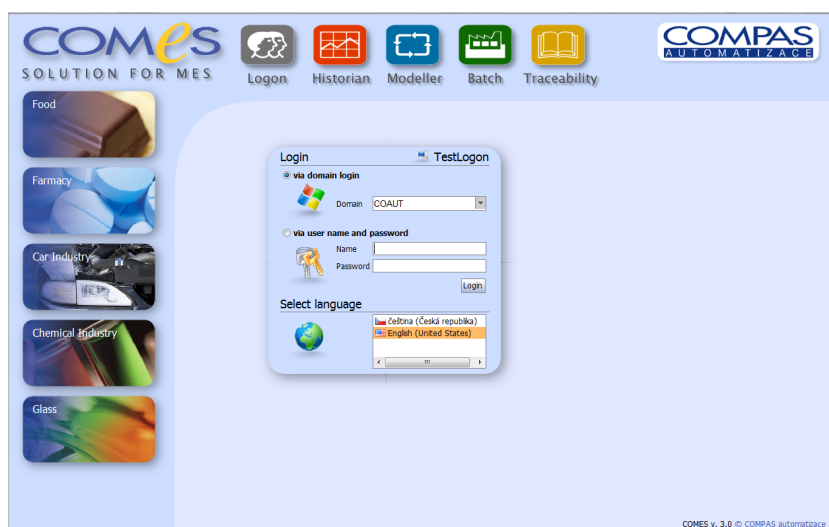 COMeS
SOLUTION FOR MES
Logon
Historian
Modeller
Batch
Traceability
COMPAS
AUTOMATIZACE
Food
Farmacy
Car Industry
Chemical Industry
Glass
Login
TestLogon
via domain login
Domain
COAUT
via user name and password
Name
Password
Login
Select language
čeština (Česká republika)
English (United States)
COMES v. 3.0 © COMPAS automatizace